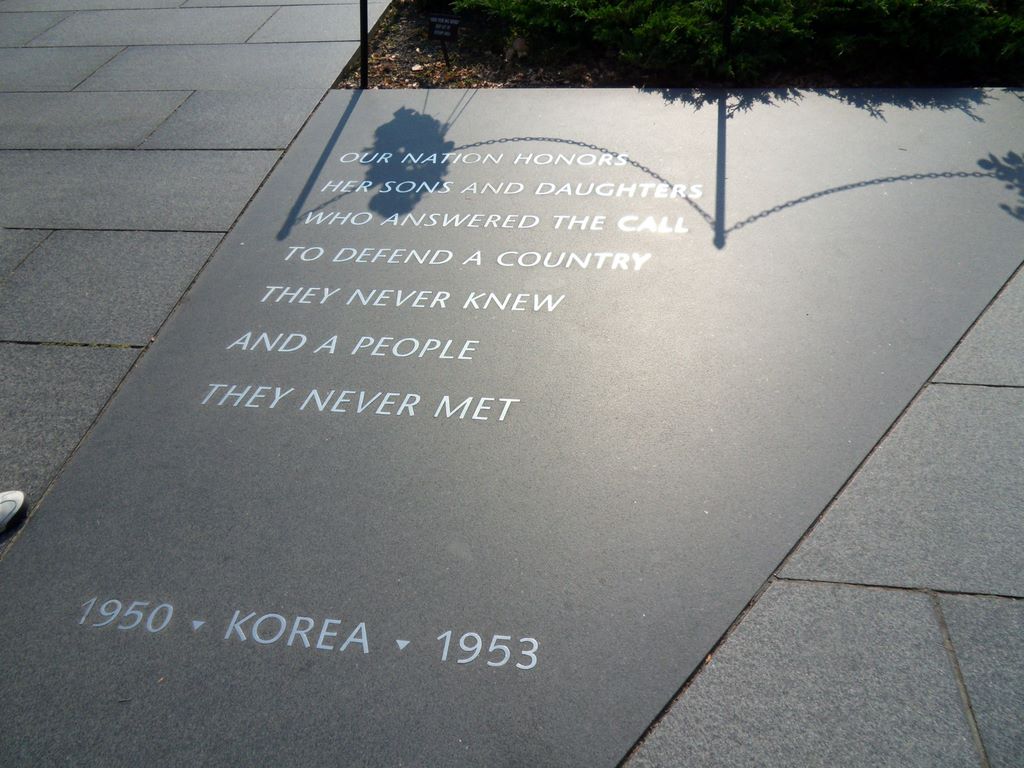 OUR NATION HONORS
HER SONS AND DAUGHTERS
WHO ANSWERED THE CALL
TO DEFEND A COUNTRY
THEY NEVER KNEW
AND A PEOPLE
THEY NEVER MET
1950 ▾ KOREA ▾ 1953